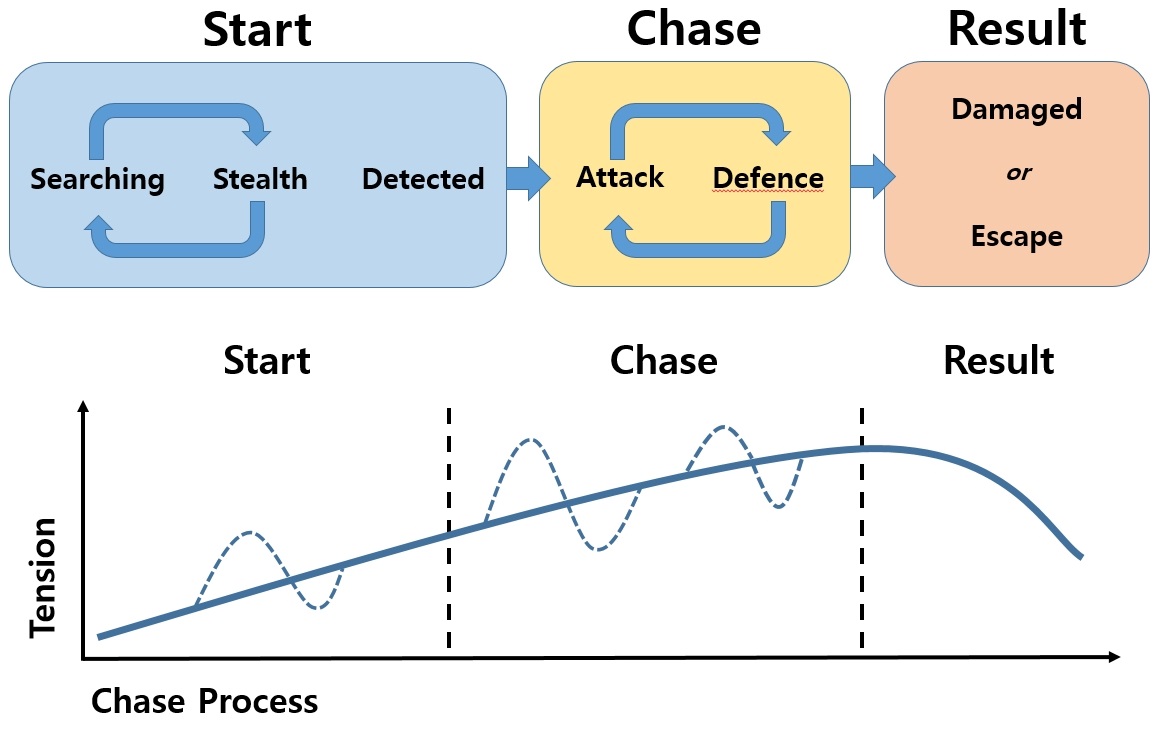 Start
Chase
Result
Searching
Stealth
Detected
Attack
Defence
Damaged
or
Escape
Start
Chase
Result
Tension
Chase Process